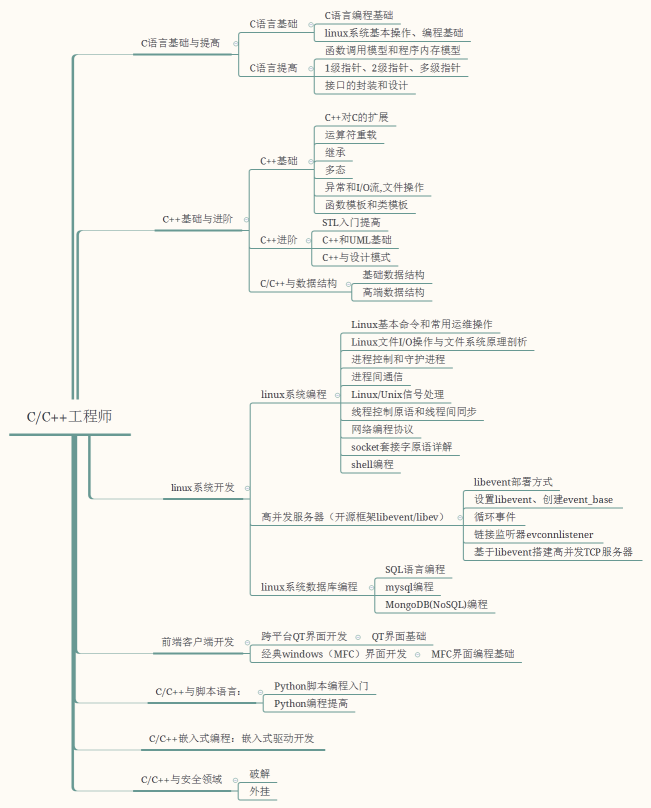 C/C++工程师
C语言基础与提高
C语言基础
C语言编程基础
linux系统基本操作、编程基础
C语言提高
函数调用模型和程序内存模型
1级指针、2级指针、多级指针
接口的封装和设计
C++基础与进阶
C++基础
C++对C的扩展
运算符重载
继承
多态
异常和I/O流,文件操作
函数模板和类模板
C++进阶
STL入门提高
C++和UML基础
C++与设计模式
C/C++与数据结构
基础数据结构
高端数据结构
linux系统开发
linux系统编程
Linux基本命令和常用运维操作
Linux文件I/O操作与文件系统原理剖析
进程控制和守护进程
进程间通信
Linux/Unix信号处理
线程控制原语和线程间同步
网络编程协议
socket套接字原语详解
shell编程
高并发服务器（开源框架libevent/libev）
libevent部署方式
设置libevent、创建event_base
循环事件
链接监听器evconnlistener
基于libevent搭建高并发TCP服务器
linux系统数据库编程
SQL语言编程
mysql编程
MongoDB(NoSQL)编程
前端客户端开发
跨平台QT界面开发
QT界面基础
经典windows（MFC）界面开发
MFC界面编程基础
C/C++与脚本语言：
Python脚本编程入门
Python编程提高
C/C++嵌入式编程：嵌入式驱动开发
C/C++与安全领域
破解
外挂